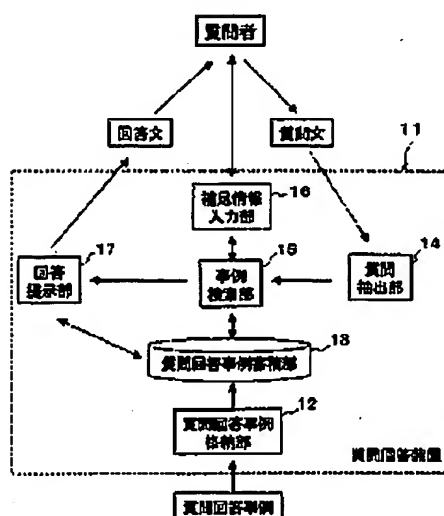 質問者
回答文
質問文
11
補足情報
入力部
16
17
回答
提示部
事例
検索部
15
質問
抽出部
14
質問回答事例蓄積部
13
質問回答事例
格納部
12
質問回答装置
質問回答事例